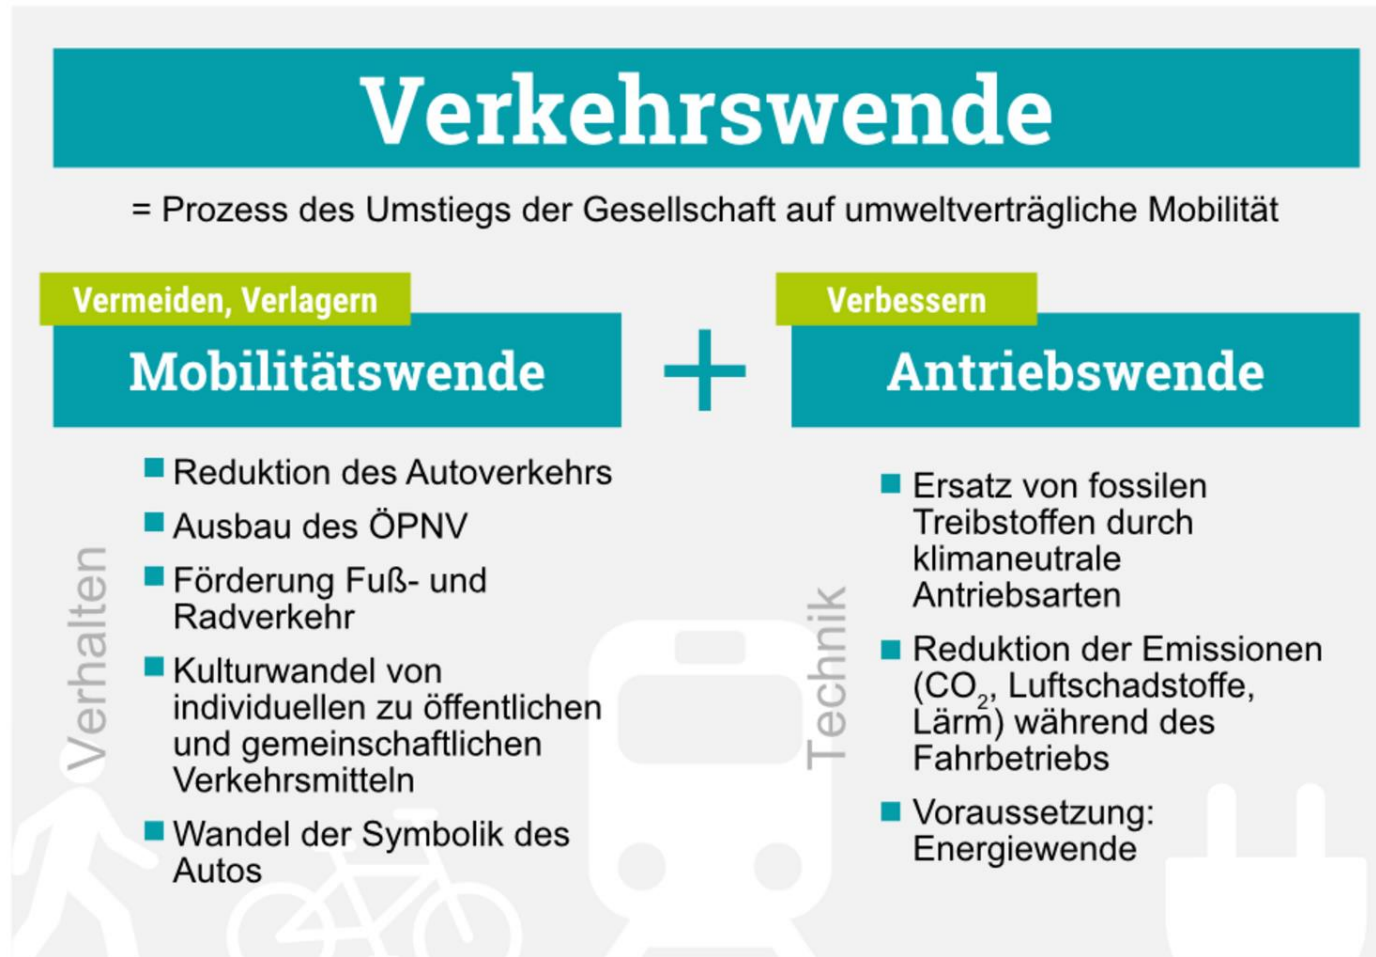 Verkehrswende
= Prozess des Umstiegs der Gesellschaft auf umweltverträgliche Mobilität
Vermeiden, Verlagern
Mobilitätswende
Verhalten
Reduktion des Autoverkehrs
Ausbau des ÖPNV
Förderung Fuß- und
Radverkehr
Kulturwandel von
individuellen zu öffentlichen
und gemeinschaftlichen
Verkehrsmitteln
Wandel der Symbolik des
Autos
+
Verbessern
Antriebswende
Technik
Ersatz von fossilen
Treibstoffen durch
klimaneutrale
Antriebsarten
Reduktion der Emissionen
(CO₂, Luftschadstoffe,
Lärm) während des
Fahrbetriebs
Voraussetzung:
Energiewende